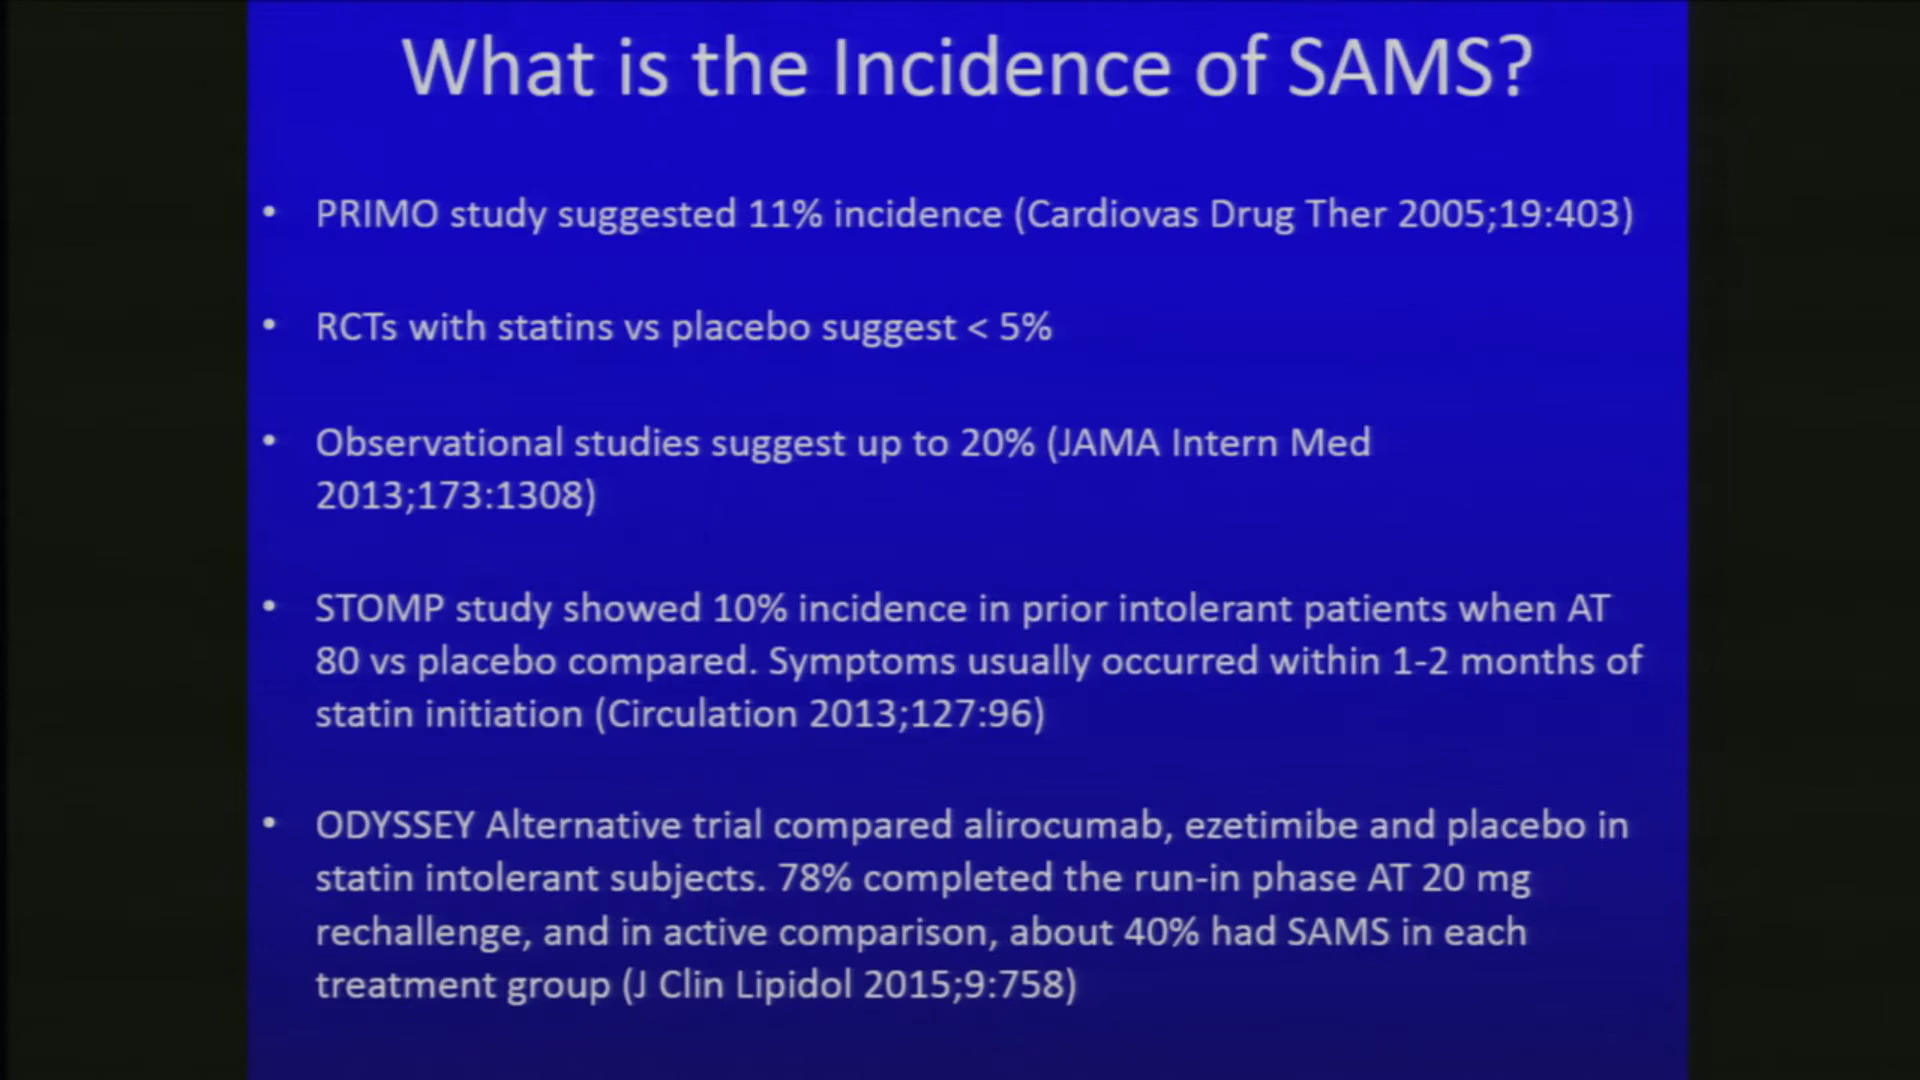 What is the Incidence of SAMS?
• PRIMO study suggested 11% incidence (Cardiovas Drug Ther 2005;19:403)
• RCTs with statins vs placebo suggest < 5%
• Observational studies suggest up to 20% (JAMA Intern Med
2013;173:1308)
• STOMP study showed 10% incidence in prior intolerant patients when AT
80 vs placebo compared. Symptoms usually occurred within 1-2 months of
statin initiation (Circulation 2013;127:96)
• ODYSSEY Alternative trial compared alirocumab, ezetimibe and placebo in
statin intolerant subjects. 78% completed the run-in phase AT 20 mg
rechallenge, and in active comparison, about 40% had SAMS in each
treatment group (J Clin Lipidol 2015;9:758)